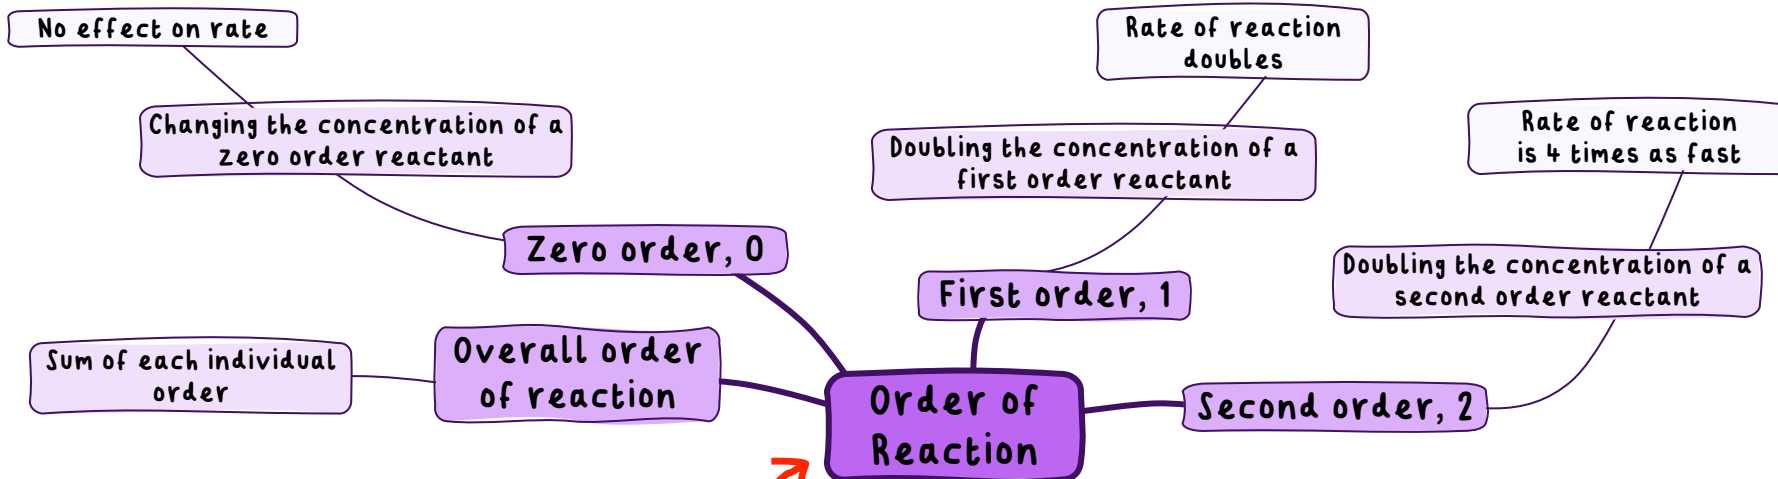 No effect on rate
Changing the concentration of a
zero order reactant
Zero order, 0
Rate of reaction
doubles
Doubling the concentration of a
first order reactant
First order, 1
Rate of reaction
is 4 times as fast
Doubling the concentration of a
second order reactant
Second order, 2
Sum of each individual
order
Overall order
of reaction
Order of
Reaction